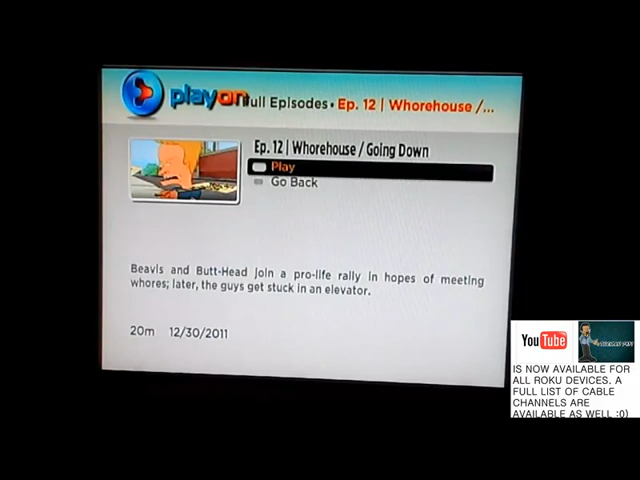 playon
Full Episodes • Ep. 12 | Whorehouse /...
Ep. 12 | Whorehouse / Going Down
Play
Go Back
Beavis and Butt-Head join a pro-life rally in hopes of meeting
whores; later, the guys get stuck in an elevator.
20m 12/30/2011
YouTube
IS NOW AVAILABLE FOR
ALL ROKU DEVICES. A
FULL LIST OF CABLE
CHANNELS ARE
AVAILABLE AS WELL :0)